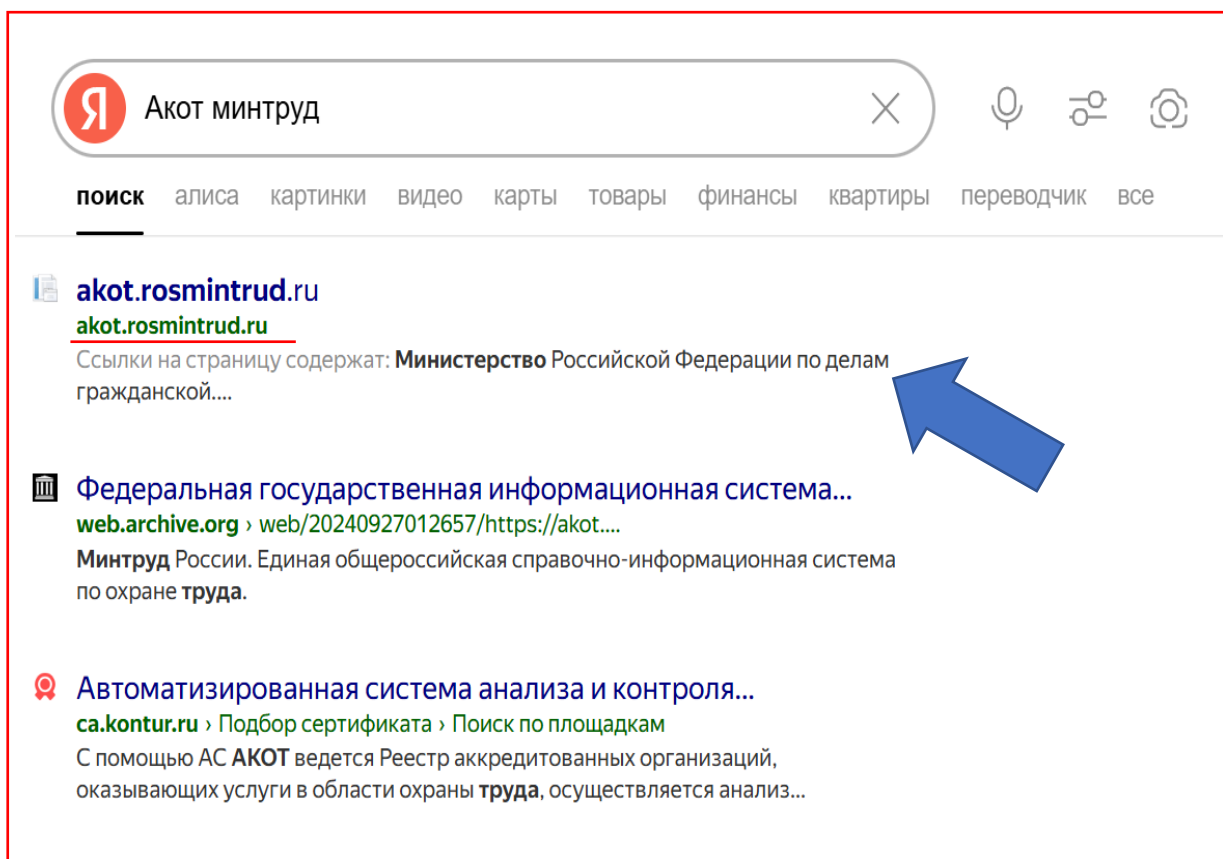 Я Акот минтруд
поиск алиса картинки видео карты товары финансы квартиры переводчик все
akot.rosmintrud.ru
akot.rosmintrud.ru
Ссылки на страницу содержат: Министерство Российской Федерации по делам
гражданской....
Федеральная государственная информационная система...
web.archive.org › web/20240927012657/https://akot....
Минтруд России. Единая общероссийская справочно-информационная система
по охране труда.
Автоматизированная система анализа и контроля...
ca.kontur.ru › Подбор сертификата › Поиск по площадкам
С помощью АС АКОТ ведется Реестр аккредитованных организаций,
оказывающих услуги в области охраны труда, осуществляется анализ...